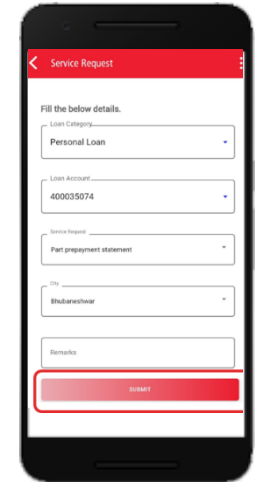 Service Request
Fill the below details.
Loan Category
Personal Loan
Loan Account
400035074
Service Request
Part prepayment statement
City
Bhubaneshwar
Remarks
SUBMIT